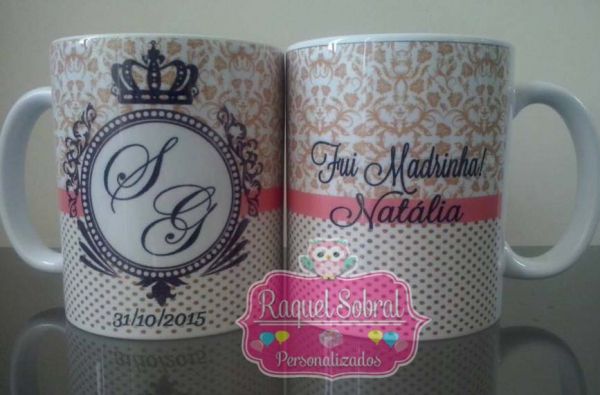 S
G
31/10/2015
Fui Madrinha!
Natália
Raquel Sobral
Personalizados